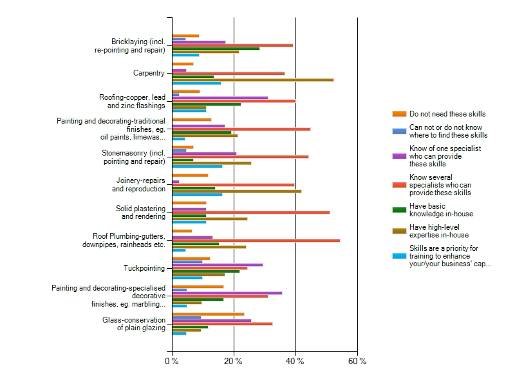 Bricklaying (incl.
re-pointing and repair)
Carpentry
Roofing-copper, lead
and zinc flashings
Painting and decorating-traditional
finishes, eg.
oil paints, limewas...
Stonemasonry (incl.
pointing and repair)
Joinery-repairs
and reproduction
Solid plastering
and rendering
Roof Plumbing-gutters,
downpipes, rainheads etc.
Tuckpointing
Painting and decorating-specialised
decorative
finishes, eg. marbling...
Glass-conservation
of plain glazing
0 %
20 %
40 %
60 %
Do not need these skills
Can not or do not know
where to find these skills
Know of one specialist
who can provide
these skills
Know several
specialists who can
provide these skills
Have basic
knowledge in-house
Have high-level
expertise in-house
Skills are a priority for
training to enhance
your/your business' cap...